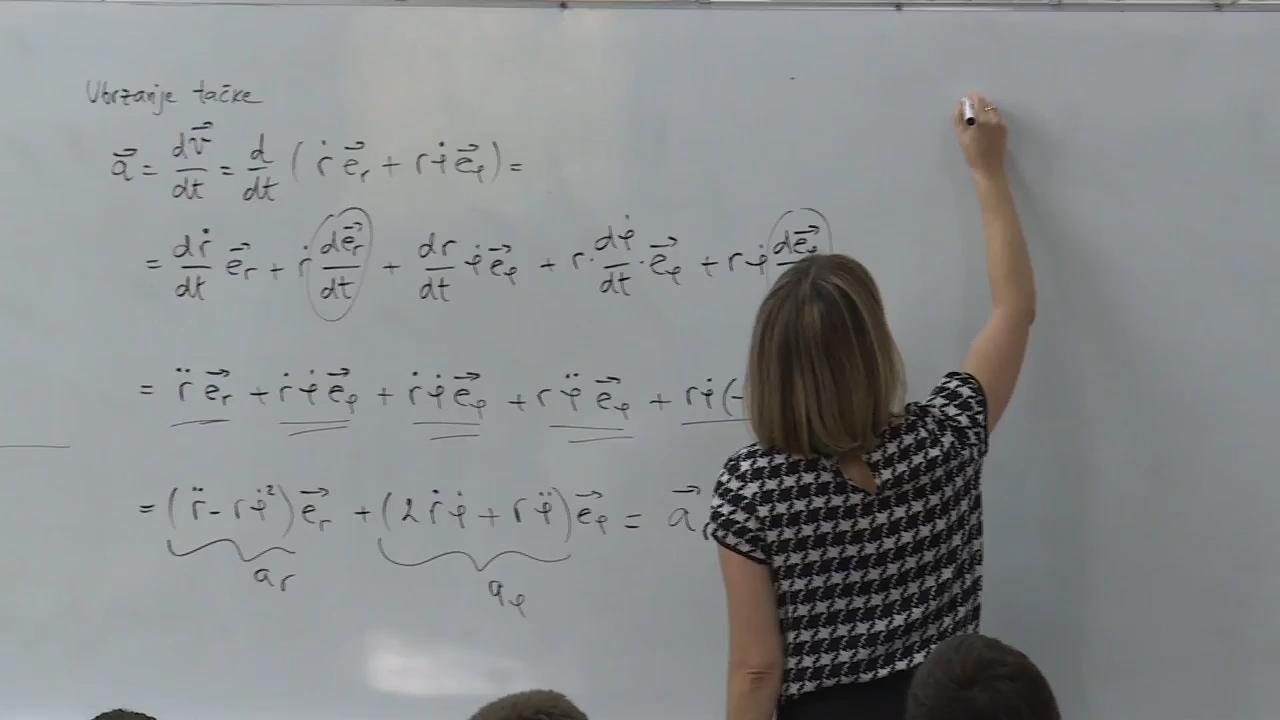 Ubrzanje tačke
a⃗ = dv⃗/dt = d/dt ( ṙ e⃗r + rφ̇ e⃗φ ) =
= dṙ/dt e⃗r + ṙ de⃗r/dt + dr/dt φ̇ e⃗φ + r · dφ̇/dt · e⃗φ + rφ̇ de⃗φ
= r̈ e⃗r + ṙφ̇ e⃗φ + ṙφ̇ e⃗φ + rφ̈ e⃗φ + rφ̇ (-
= (r̈ - rφ̇²) e⃗r + (2ṙφ̇ + rφ̈) e⃗φ = a⃗r
ar aφ